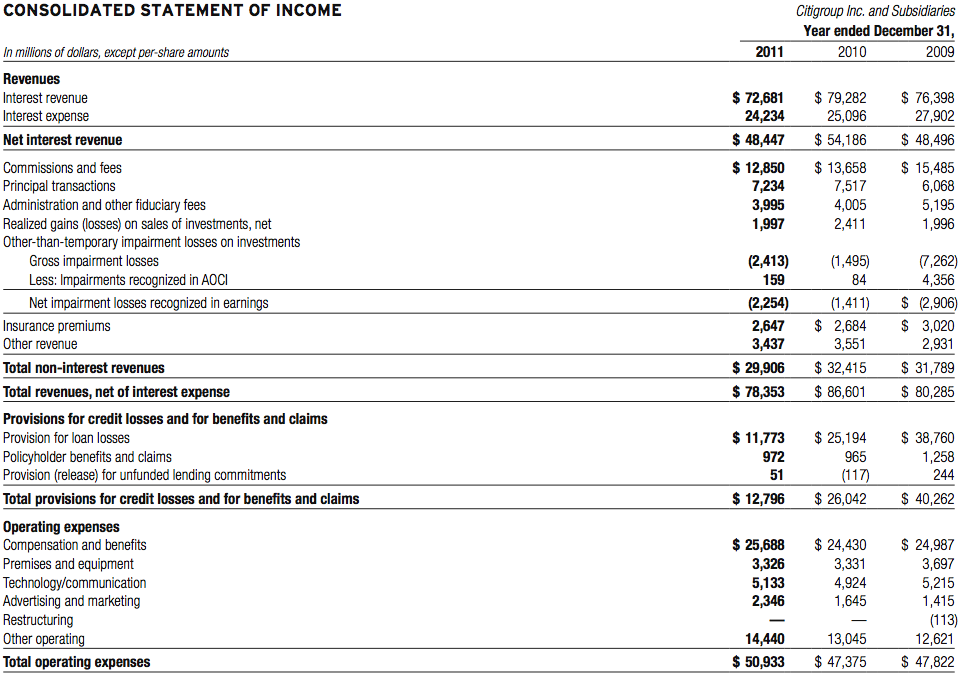 CONSOLIDATED STATEMENT OF INCOME Citigroup Inc. and Subsidiaries
Year ended December 31,
In millions of dollars, except per-share amounts 2011 2010 2009
Revenues
Interest revenue $ 72,681 $ 79,282 $ 76,398
Interest expense 24,234 25,096 27,902
Net interest revenue $ 48,447 $ 54,186 $ 48,496
Commissions and fees $ 12,850 $ 13,658 $ 15,485
Principal transactions 7,234 7,517 6,068
Administration and other fiduciary fees 3,995 4,005 5,195
Realized gains (losses) on sales of investments, net 1,997 2,411 1,996
Other-than-temporary impairment losses on investments
Gross impairment losses (2,413) (1,495) (7,262)
Less: Impairments recognized in AOCI 159 84 4,356
Net impairment losses recognized in earnings (2,254) (1,411) $ (2,906)
Insurance premiums 2,647 $ 2,684 $ 3,020
Other revenue 3,437 3,551 2,931
Total non-interest revenues $ 29,906 $ 32,415 $ 31,789
Total revenues, net of interest expense $ 78,353 $ 86,601 $ 80,285
Provisions for credit losses and for benefits and claims
Provision for loan losses $ 11,773 $ 25,194 $ 38,760
Policyholder benefits and claims 972 965 1,258
Provision (release) for unfunded lending commitments 51 (117) 244
Total provisions for credit losses and for benefits and claims $ 12,796 $ 26,042 $ 40,262
Operating expenses
Compensation and benefits $ 25,688 $ 24,430 $ 24,987
Premises and equipment 3,326 3,331 3,697
Technology/communication 5,133 4,924 5,215
Advertising and marketing 2,346 1,645 1,415
Restructuring — — (113)
Other operating 14,440 13,045 12,621
Total operating expenses $ 50,933 $ 47,375 $ 47,822